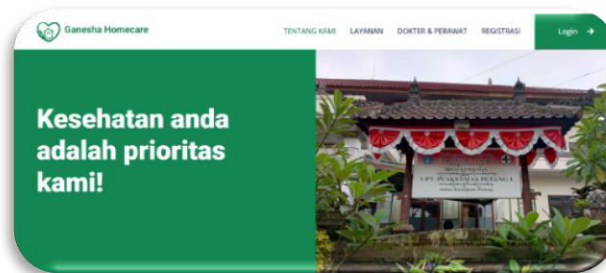 Ganesha Homecare
TENTANG KAMI LAYANAN DOKTER & PERAWAT REGISTRASI Login →
Kesehatan anda
adalah prioritas
kami!
UPT. PUSKESMAS PETANG I